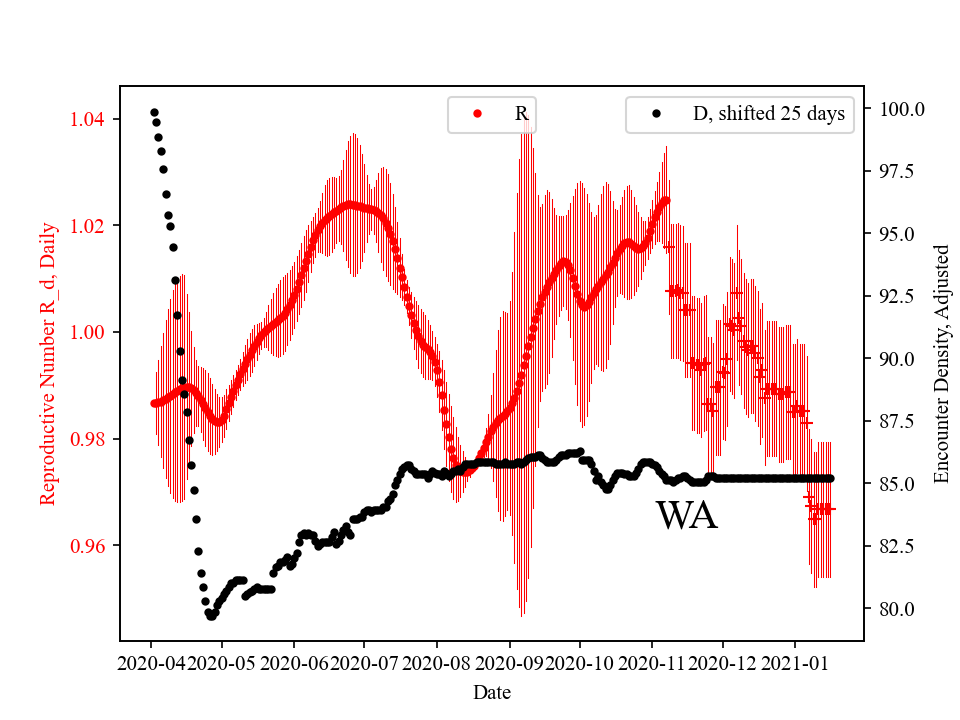 R
D, shifted 25 days
1.04
1.02
1.00
0.98
0.96
Reproductive Number R_d, Daily
100.0
97.5
95.0
92.5
90.0
87.5
85.0
82.5
80.0
Encounter Density, Adjusted
WA
2020-04 2020-05 2020-06 2020-07 2020-08 2020-09 2020-10 2020-11 2020-12 2021-01
Date